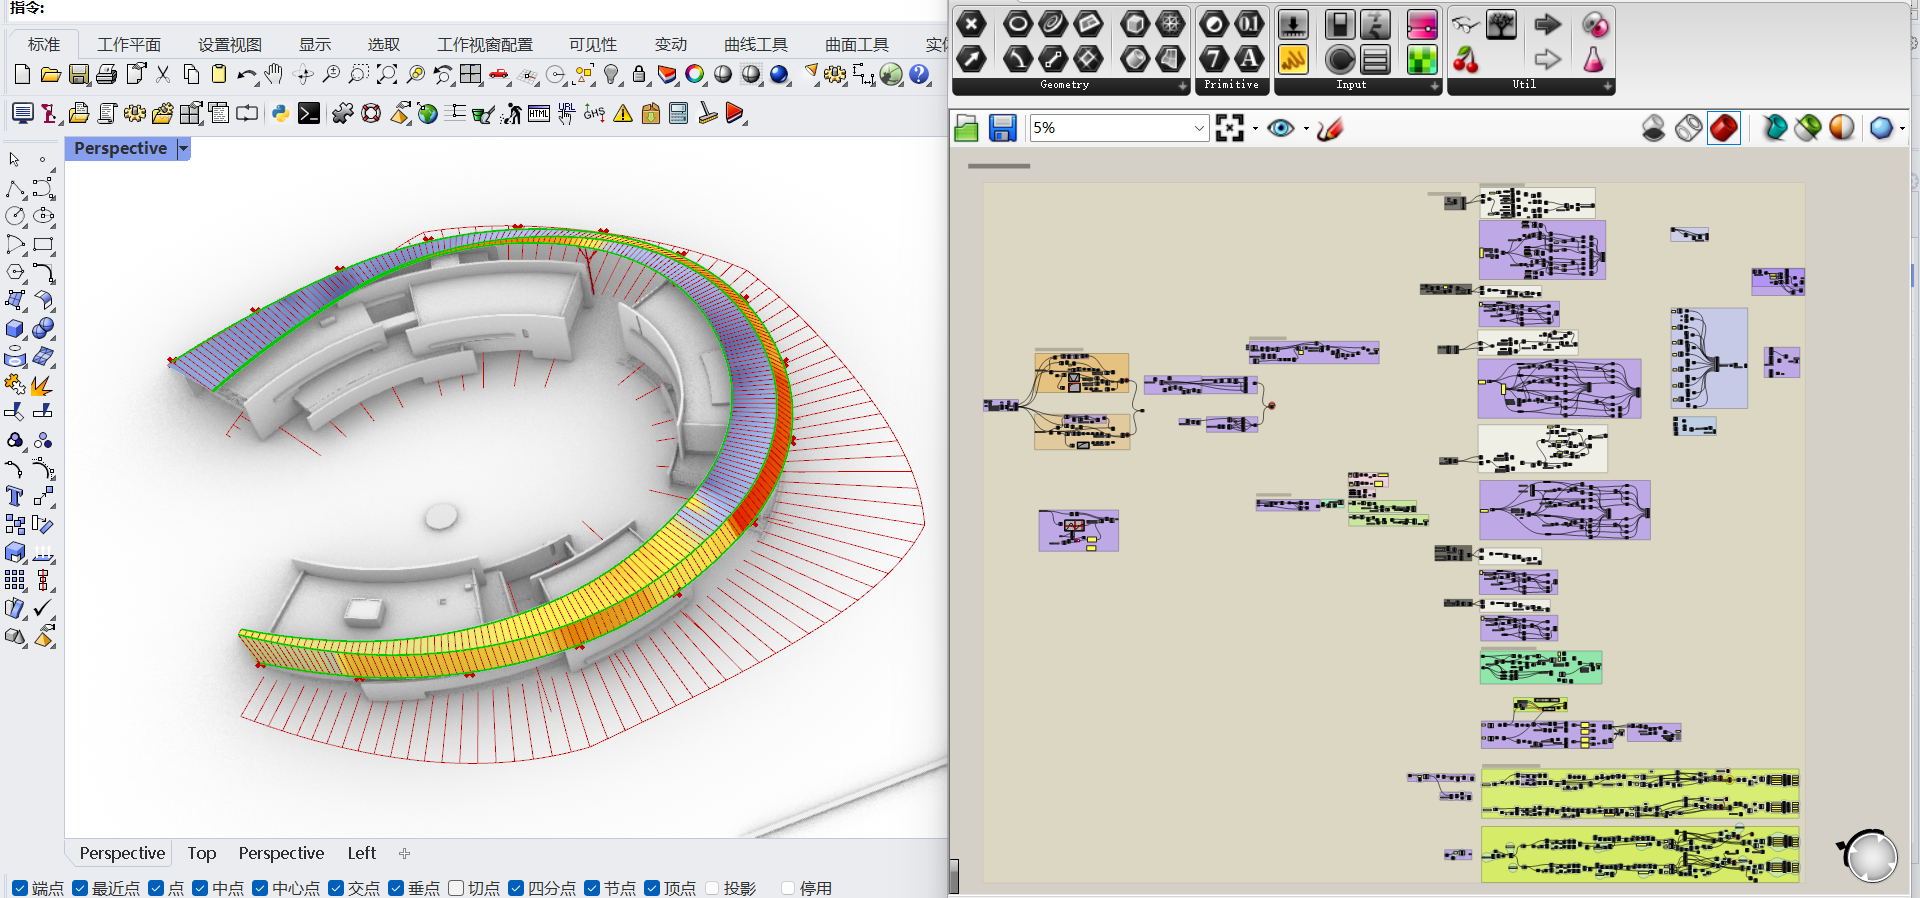 指令:
标准 工作平面 设置视图 显示 选取 工作视窗配置 可见性 变动 曲线工具 曲面工具 实体
Geometry Primitive Input Util
5%
Perspective
Perspective Top Perspective Left
端点 最近点 点 中点 中心点 交点 垂点 切点 四分点 节点 顶点 投影 停用